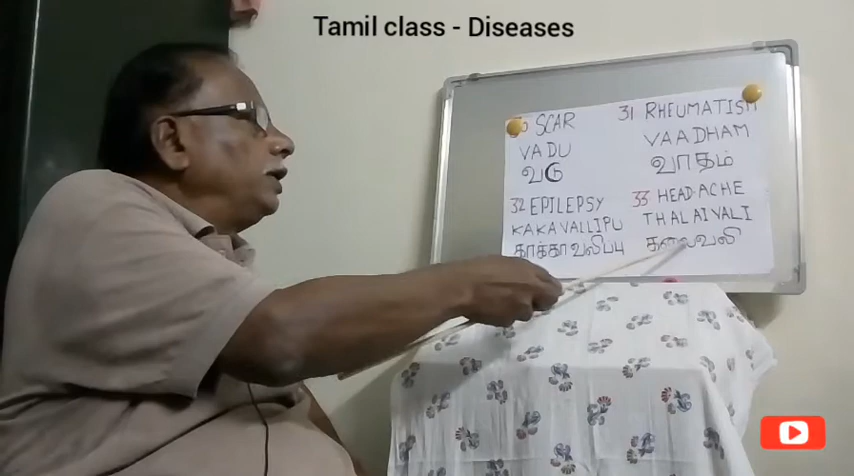 Tamil class - Diseases
SCAR
VADU
வடு
31 RHEUMATISM
VAADHAM
வாதம்
32 EPILEPSY
KAKAVALLIPU
காக்காவலிப்பு
33 HEADACHE
THALAIVALI
தலைவலி